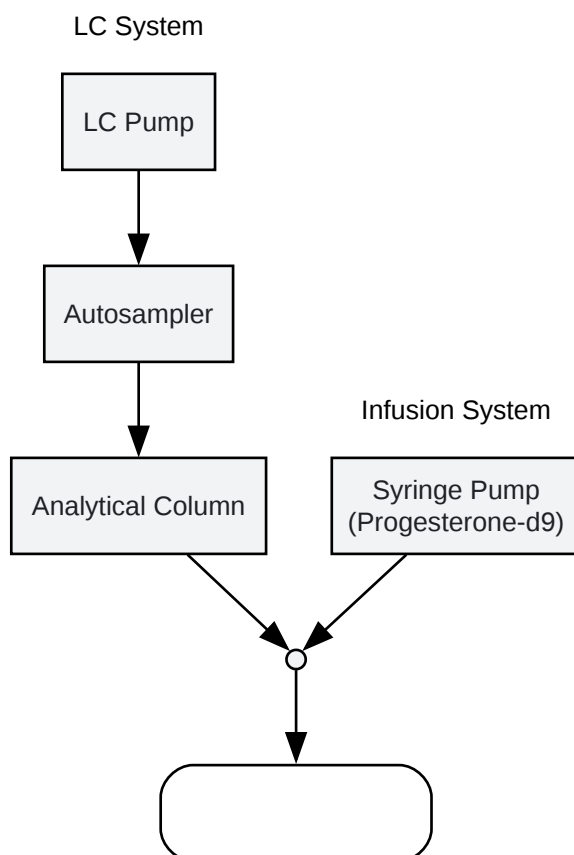 LC System
LC Pump
Autosampler
Infusion System
Analytical Column
Syringe Pump
(Progesterone-d9)